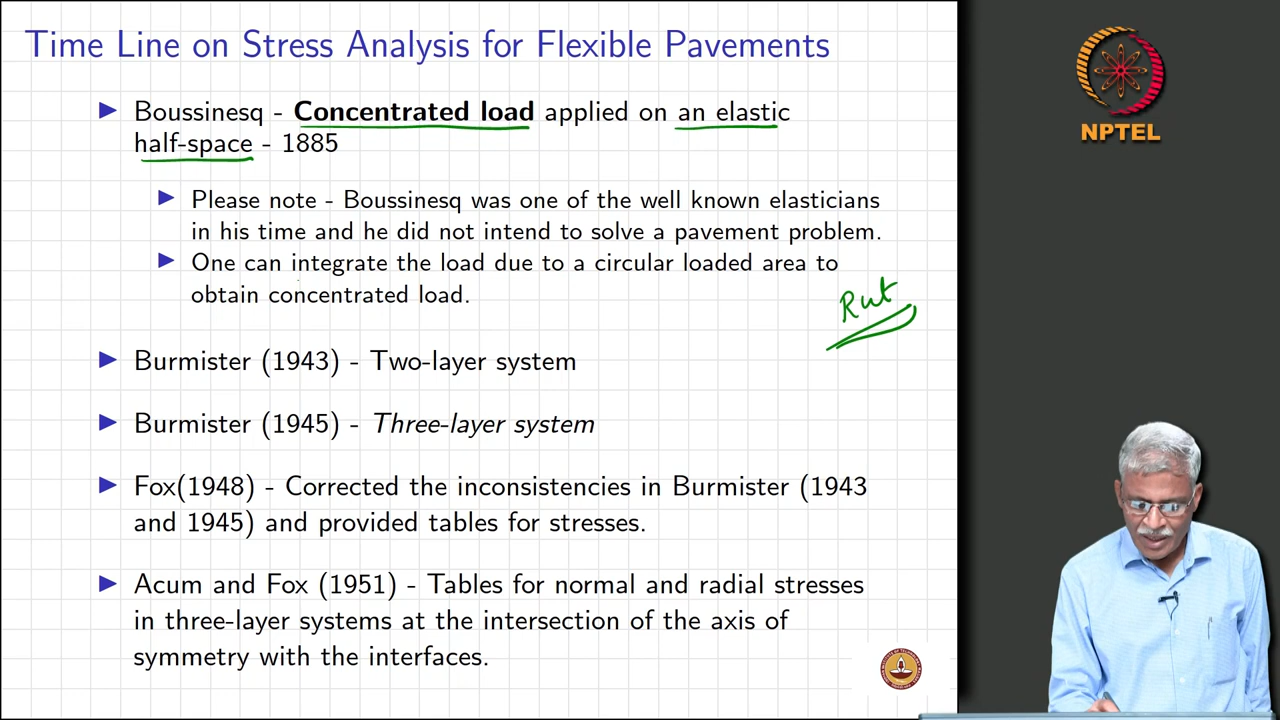 Time Line on Stress Analysis for Flexible Pavements
Boussinesq - Concentrated load applied on an elastic
half-space - 1885
Please note - Boussinesq was one of the well known elasticians
in his time and he did not intend to solve a pavement problem.
One can integrate the load due to a circular loaded area to
obtain concentrated load.
Rut
Burmister (1943) - Two-layer system
Burmister (1945) - Three-layer system
Fox(1948) - Corrected the inconsistencies in Burmister (1943
and 1945) and provided tables for stresses.
Acum and Fox (1951) - Tables for normal and radial stresses
in three-layer systems at the intersection of the axis of
symmetry with the interfaces.
NPTEL